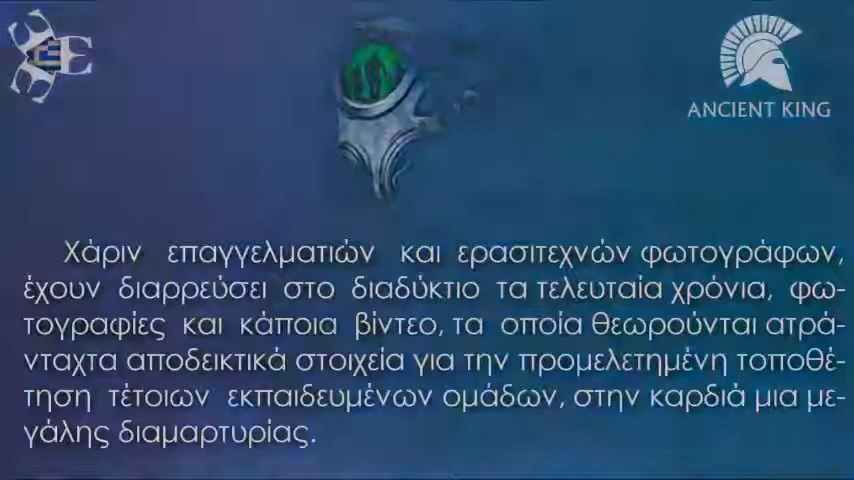 ΕΕΕ
ANCIENT KING
Χάριν επαγγελματιών και ερασιτεχνών φωτογράφων,
έχουν διαρρεύσει στο διαδύκτιο τα τελευταία χρόνια, φω-
τογραφίες και κάποια βίντεο, τα οποία θεωρούνται ατρά-
νταχτα αποδεικτικά στοιχεία για την προμελετημένη τοποθέ-
τηση τέτοιων εκπαιδευμένων ομάδων, στην καρδιά μια με-
γάλης διαμαρτυρίας.